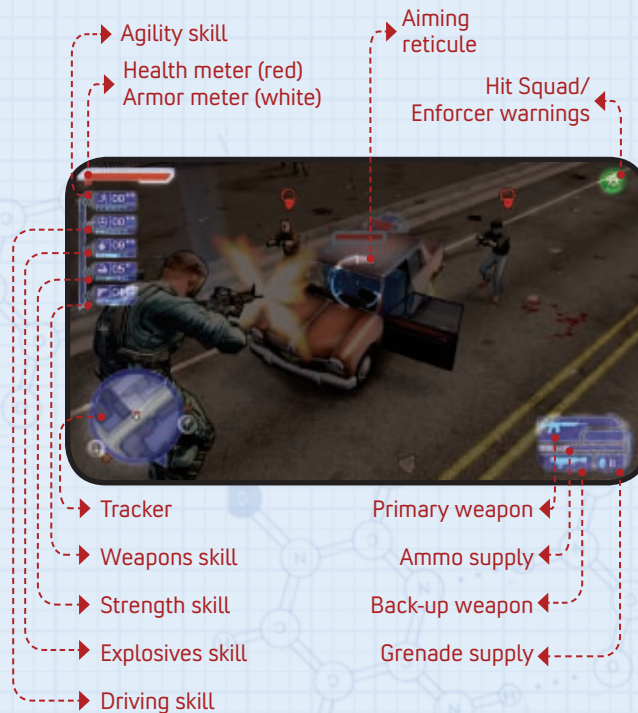 Agility skill
Health meter (red)
Armor meter (white)
Aiming
reticule
Hit Squad/
Enforcer warnings
Tracker
Weapons skill
Strength skill
Explosives skill
Driving skill
Primary weapon
Ammo supply
Back-up weapon
Grenade supply